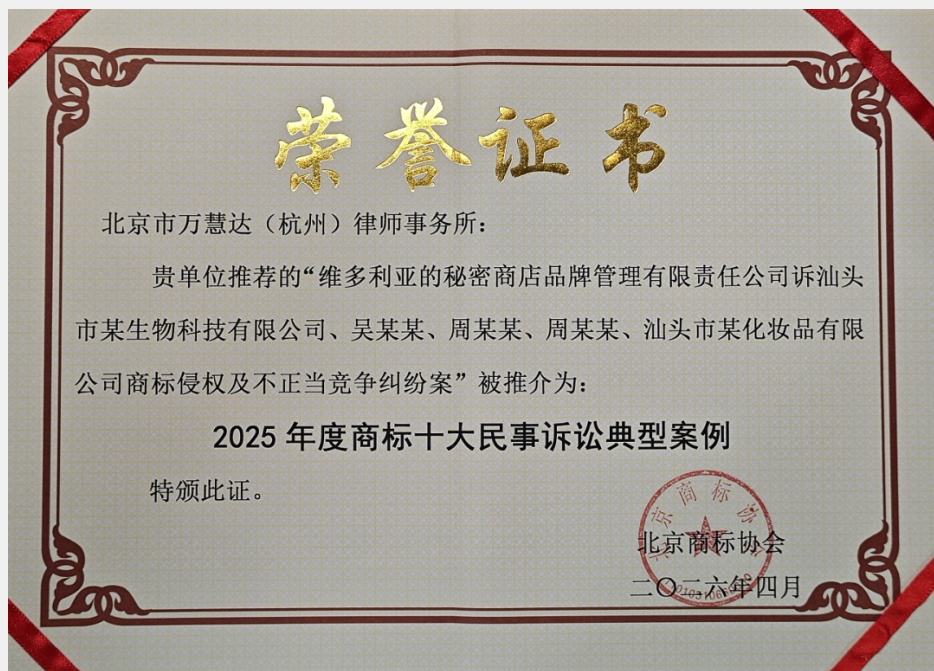 荣誉证书
北京市万慧达（杭州）律师事务所：
贵单位推荐的“维多利亚的秘密商店品牌管理有限责任公司诉汕头
市某生物科技有限公司、吴某某、周某某、周某某、汕头市某化妆品有限
公司商标侵权及不正当竞争纠纷案”被推介为：
2025年度商标十大民事诉讼典型案例
特颁此证。
北京商标协会
二〇二六年四月